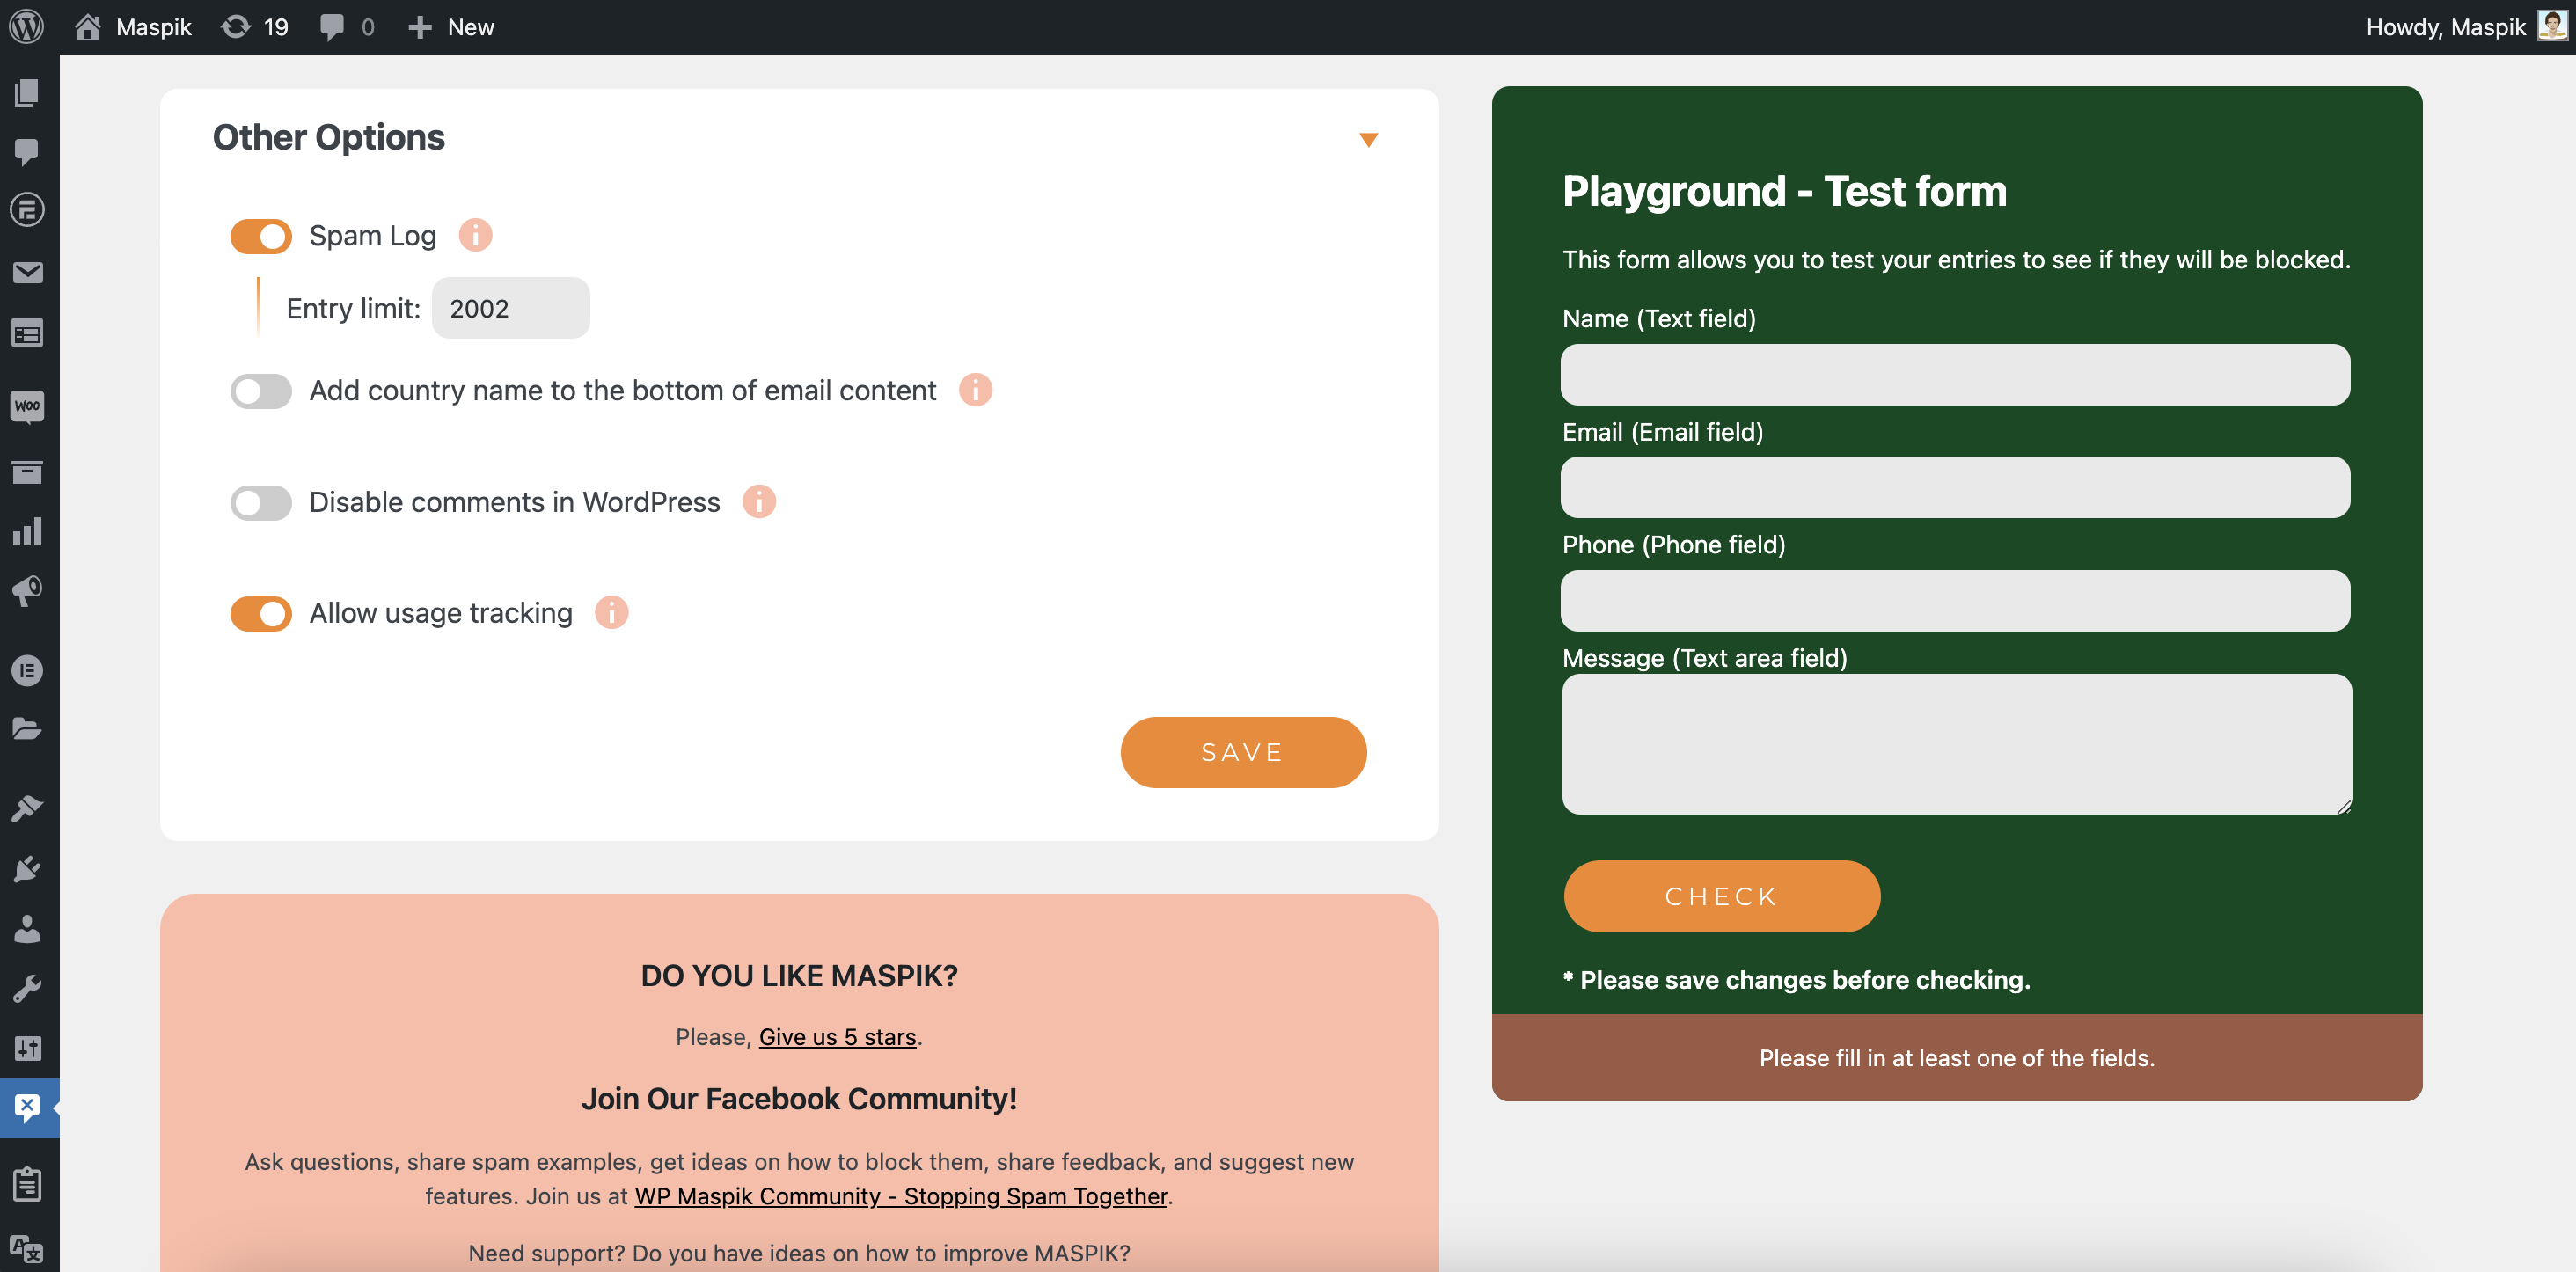 Maspik
19
0
New
Howdy, Maspik
Woo
Other Options
Spam Log
i
Entry limit:
2002
Add country name to the bottom of email content
i
Disable comments in WordPress
i
Allow usage tracking
i
SAVE
DO YOU LIKE MASPIK?
Please, Give us 5 stars.
Join Our Facebook Community!
Ask questions, share spam examples, get ideas on how to block them, share feedback, and suggest new
features. Join us at WP Maspik Community - Stopping Spam Together.
Need support? Do you have ideas on how to improve MASPIK?
Playground - Test form
This form allows you to test your entries to see if they will be blocked.
Name (Text field)
Email (Email field)
Phone (Phone field)
Message (Text area field)
CHECK
* Please save changes before checking.
Please fill in at least one of the fields.